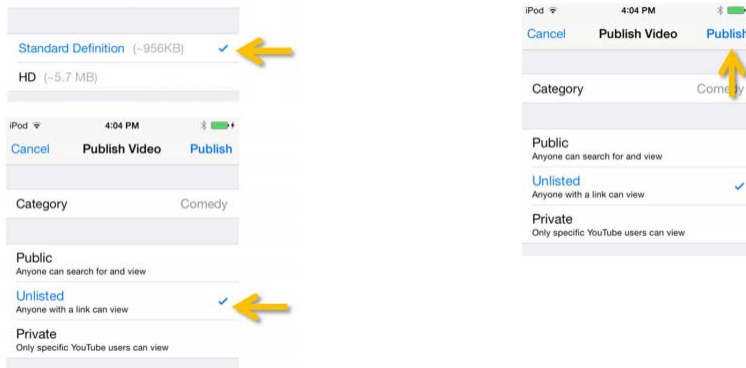 Standard Definition (~956KB)
HD (~5.7 MB)
iPod 4:04 PM
Cancel Publish Video Publish
Category Comedy
Public
Anyone can search for and view
Unlisted
Anyone with a link can view
Private
Only specific YouTube users can view
iPod 4:04 PM
Cancel Publish Video Publish
Category Comedy
Public
Anyone can search for and view
Unlisted
Anyone with a link can view
Private
Only specific YouTube users can view